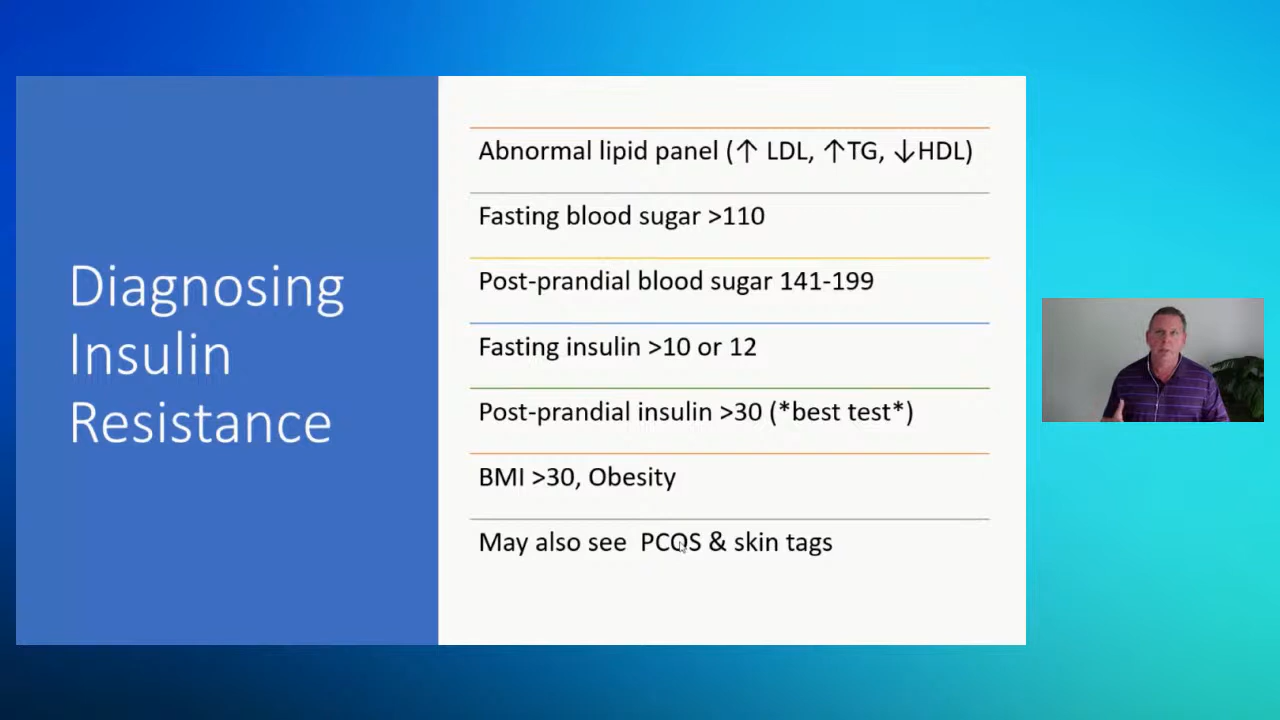 Diagnosing
Insulin
Resistance
Abnormal lipid panel (↑ LDL, ↑TG, ↓HDL)
Fasting blood sugar >110
Post-prandial blood sugar 141-199
Fasting insulin >10 or 12
Post-prandial insulin >30 (*best test*)
BMI >30, Obesity
May also see  PCOS & skin tags